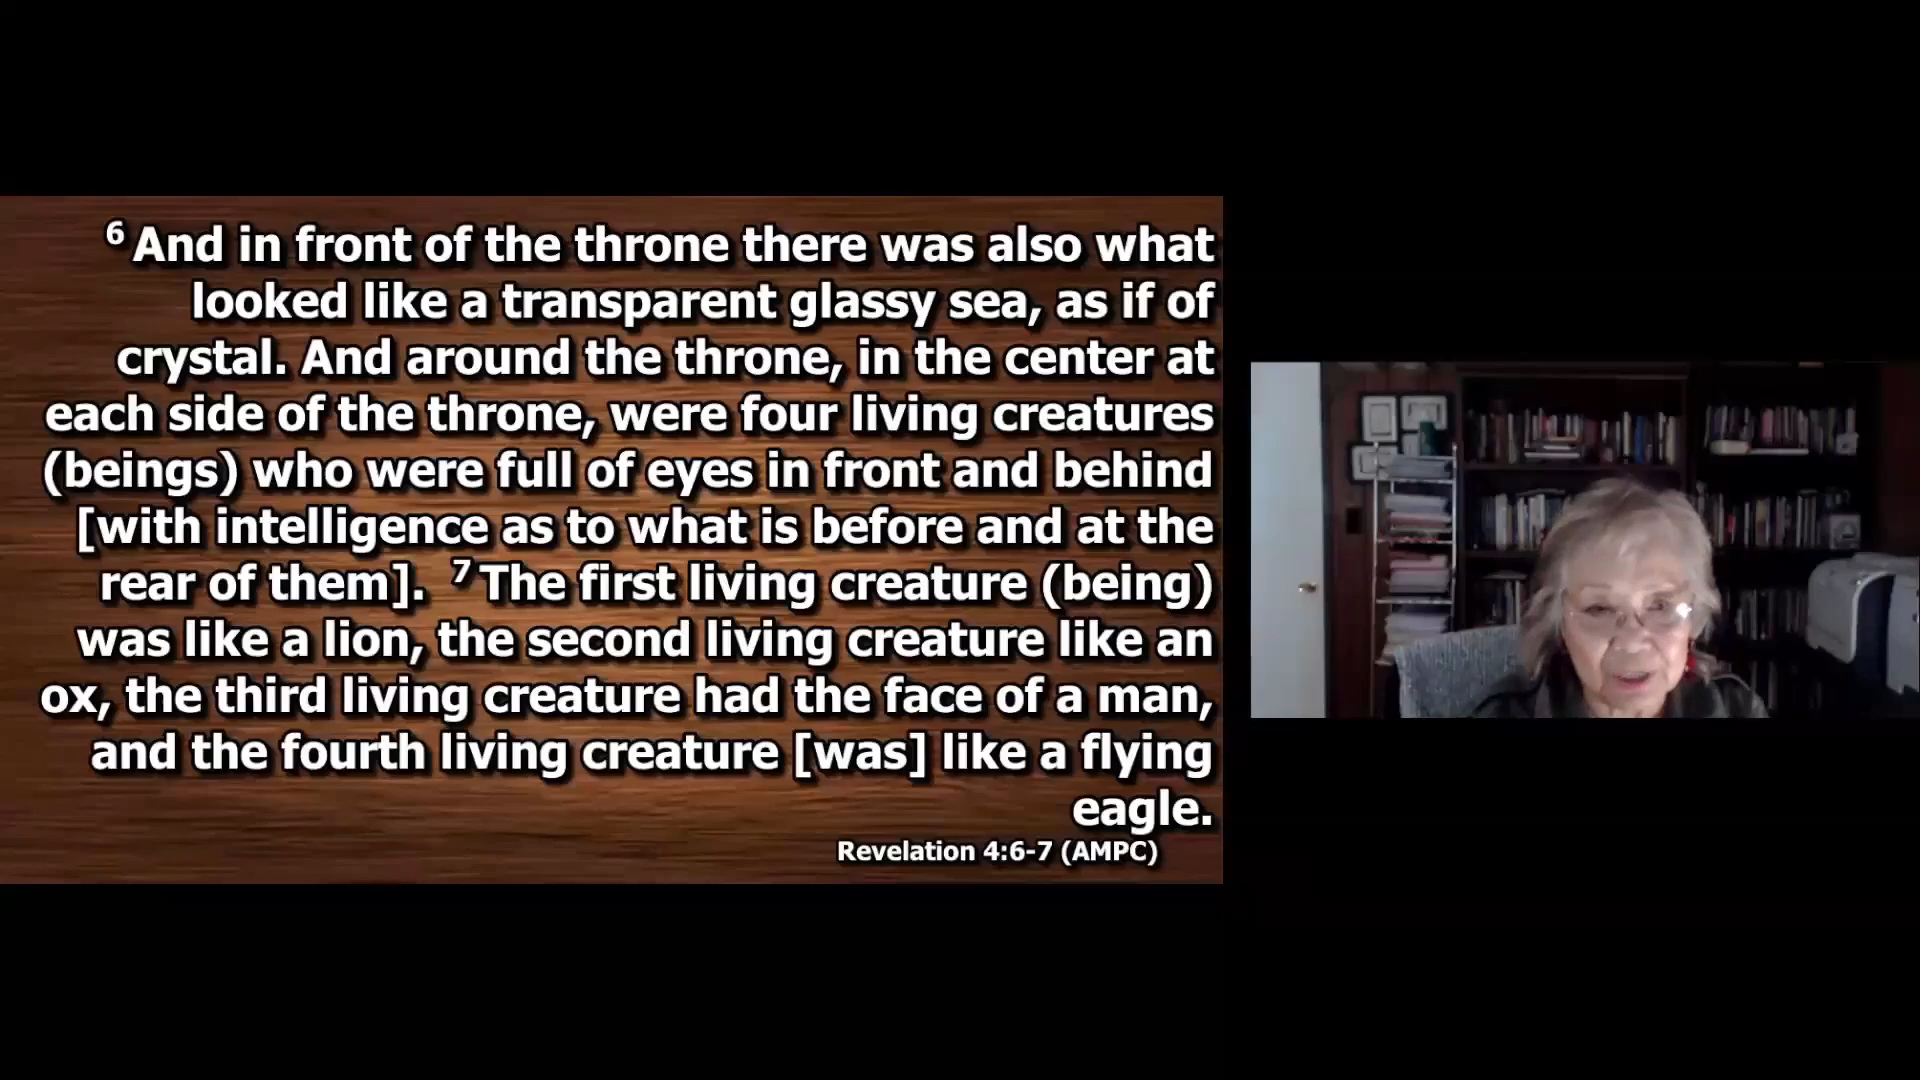 6 And in front of the throne there was also what
looked like a transparent glassy sea, as if of
crystal. And around the throne, in the center at
each side of the throne, were four living creatures
(beings) who were full of eyes in front and behind
[with intelligence as to what is before and at the
rear of them]. 7 The first living creature (being)
was like a lion, the second living creature like an
ox, the third living creature had the face of a man,
and the fourth living creature [was] like a flying
eagle.
Revelation 4:6-7 (AMPC)